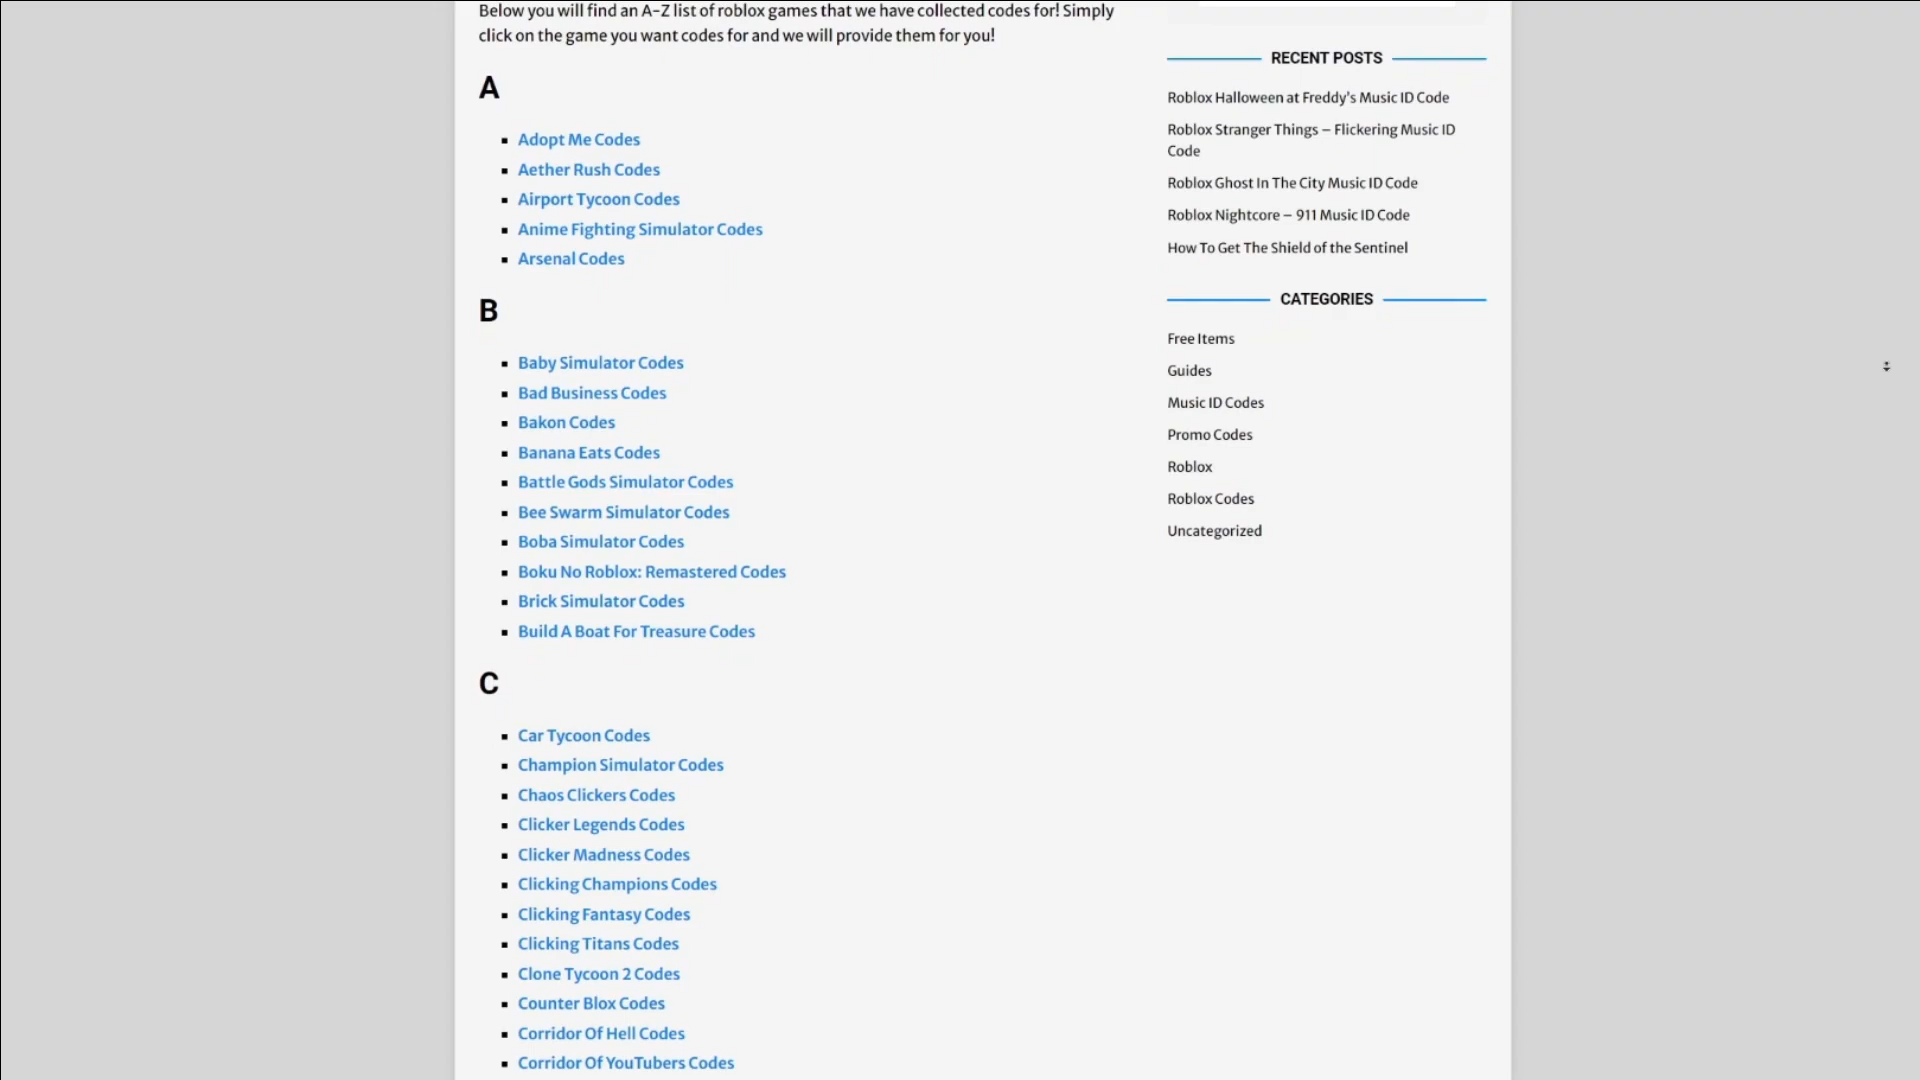 Below you will find an A-Z list of roblox games that we have collected codes for! Simply
click on the game you want codes for and we will provide them for you!
A
Adopt Me Codes
Aether Rush Codes
Airport Tycoon Codes
Anime Fighting Simulator Codes
Arsenal Codes
B
Baby Simulator Codes
Bad Business Codes
Bakon Codes
Banana Eats Codes
Battle Gods Simulator Codes
Bee Swarm Simulator Codes
Boba Simulator Codes
Boku No Roblox: Remastered Codes
Brick Simulator Codes
Build A Boat For Treasure Codes
C
Car Tycoon Codes
Champion Simulator Codes
Chaos Clickers Codes
Clicker Legends Codes
Clicker Madness Codes
Clicking Champions Codes
Clicking Fantasy Codes
Clicking Titans Codes
Clone Tycoon 2 Codes
Counter Blox Codes
Corridor Of Hell Codes
Corridor Of YouTubers Codes
RECENT POSTS
Roblox Halloween at Freddy's Music ID Code
Roblox Stranger Things – Flickering Music ID
Code
Roblox Ghost In The City Music ID Code
Roblox Nightcore – 911 Music ID Code
How To Get The Shield of the Sentinel
CATEGORIES
Free Items
Guides
Music ID Codes
Promo Codes
Roblox
Roblox Codes
Uncategorized